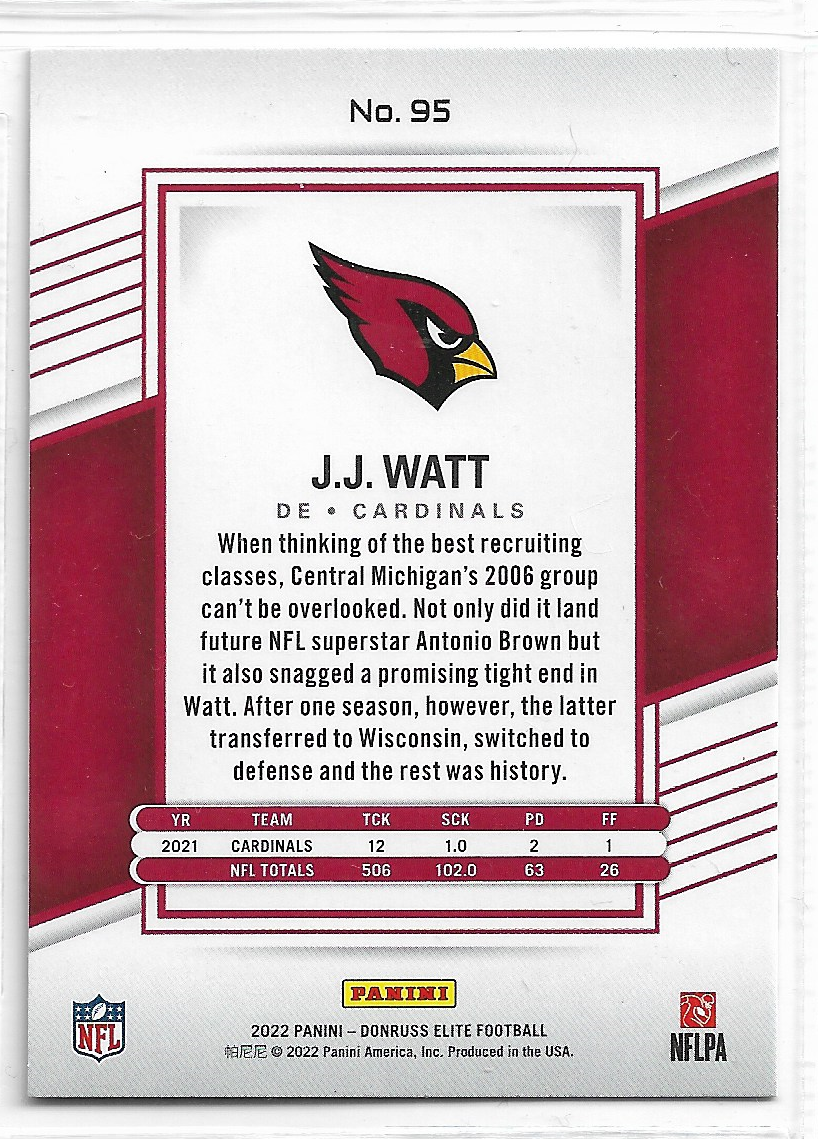 No. 95
J.J. WATT
DE • CARDINALS
When thinking of the best recruiting
classes, Central Michigan's 2006 group
can't be overlooked. Not only did it land
future NFL superstar Antonio Brown but
it also snagged a promising tight end in
Watt. After one season, however, the latter
transferred to Wisconsin, switched to
defense and the rest was history.
YR TEAM TCK SCK PD FF
2021 CARDINALS 12 1.0 2 1
NFL TOTALS 506 102.0 63 26
PANINI
NFL
2022 PANINI – DONRUSS ELITE FOOTBALL
帕尼尼 © 2022 Panini America, Inc. Produced in the USA.
NFLPA